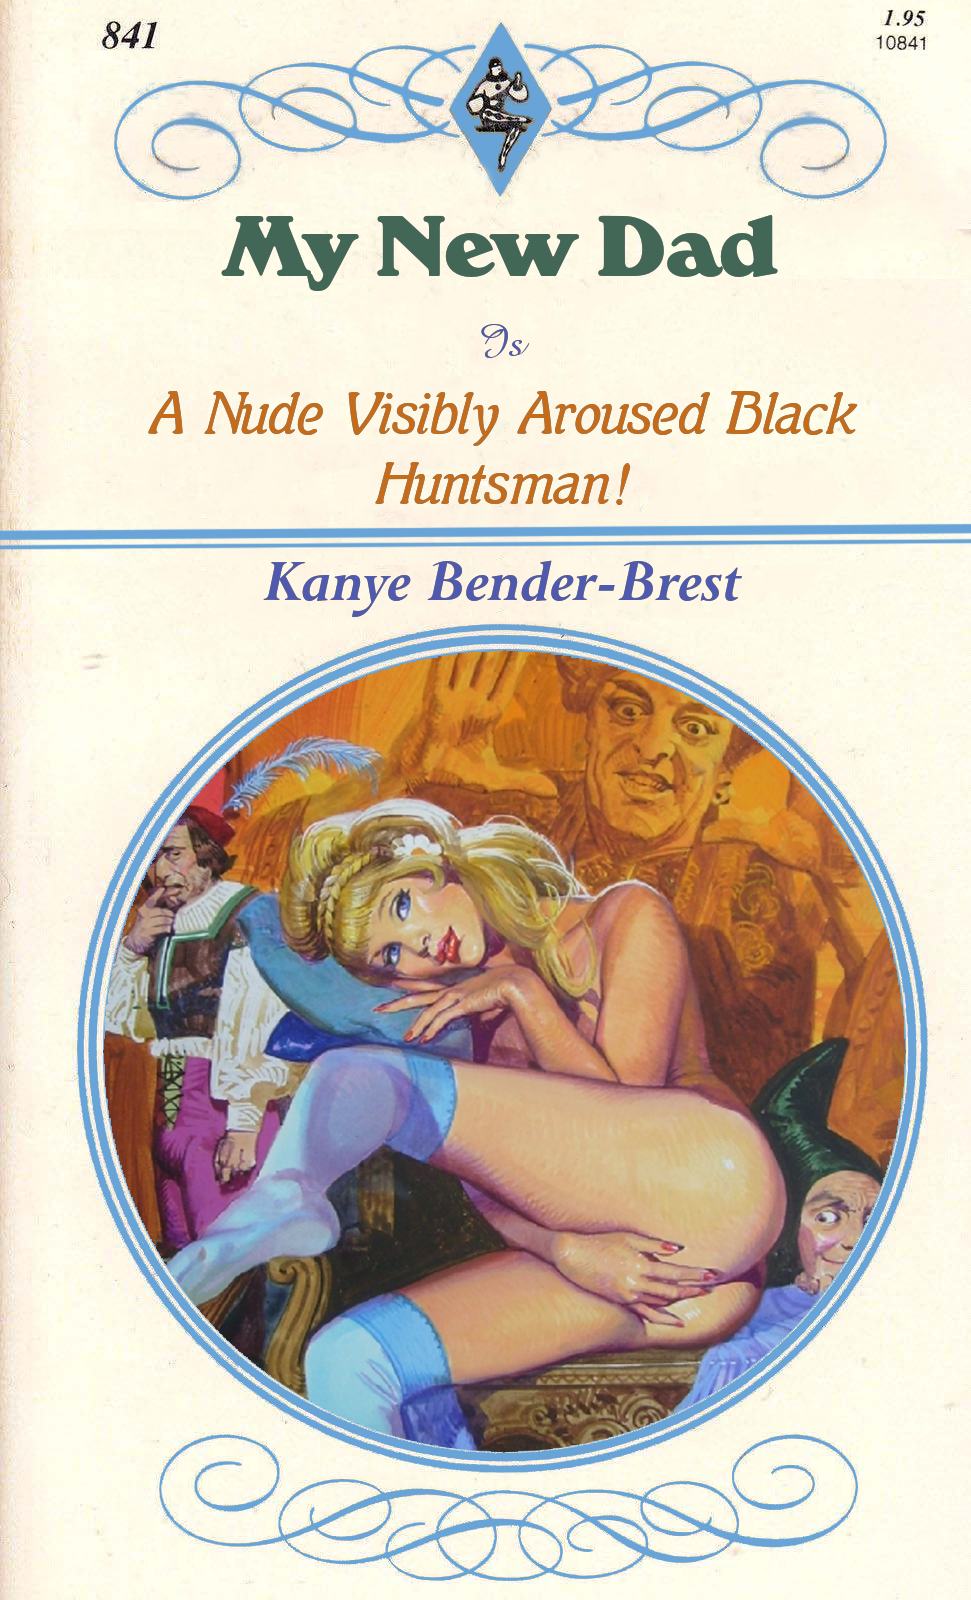 841
1.95
10841
My New Dad
Is
A Nude Visibly Aroused Black
Huntsman!
Kanye Bender-Brest